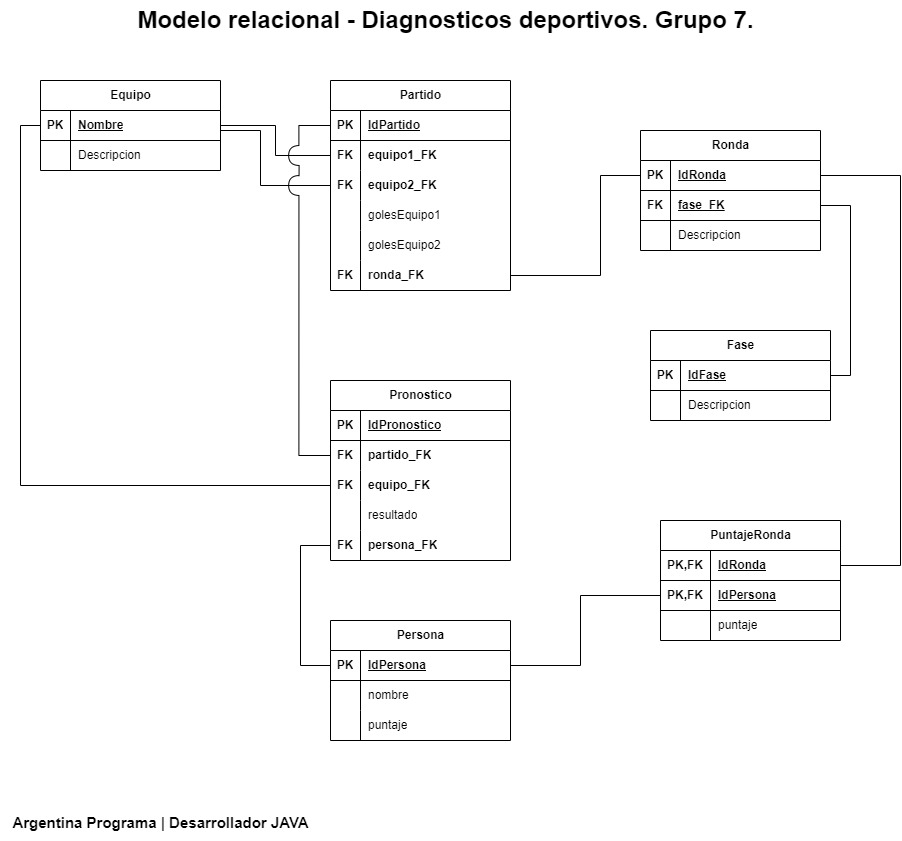 Modelo relacional - Diagnosticos deportivos. Grupo 7.
Equipo
PK Nombre
Descripcion
Partido
PK IdPartido
FK equipo1_FK
FK equipo2_FK
golesEquipo1
golesEquipo2
FK ronda_FK
Ronda
PK IdRonda
FK fase_FK
Descripcion
Fase
PK IdFase
Descripcion
Pronostico
PK IdPronostico
FK partido_FK
FK equipo_FK
resultado
FK persona_FK
PuntajeRonda
PK,FK IdRonda
PK,FK IdPersona
puntaje
Persona
PK IdPersona
nombre
puntaje
Argentina Programa | Desarrollador JAVA